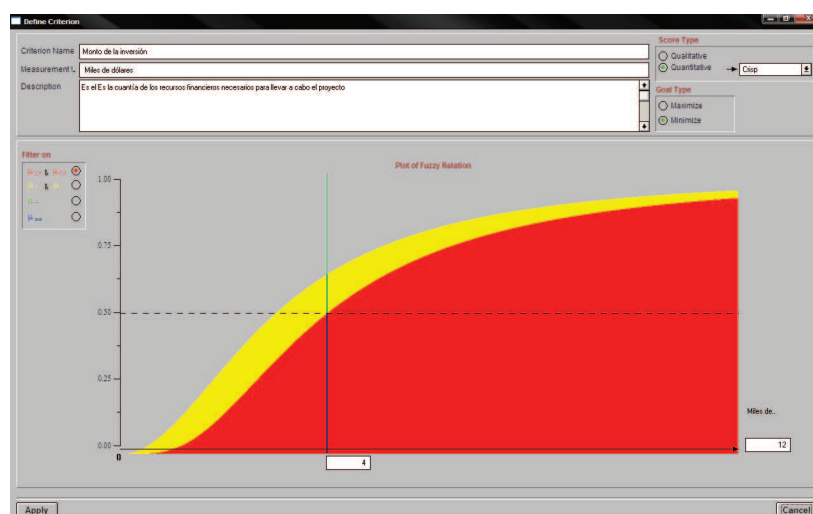 Define Criterion
Criterion Name Monto de la inversión
Measurement U Miles de dólares
Description Es el Es la cuantía de los recursos financieros necesarios para llevar a cabo el proyecto
Score Type
Qualitative
Quantitative Crisp
Goal Type
Maximize
Minimize
Filter on
&
&
Plot of Fuzzy Relation
1.00
0.75
0.50
0.25
0.00
0
4
Miles de..
12
Apply
Cancel